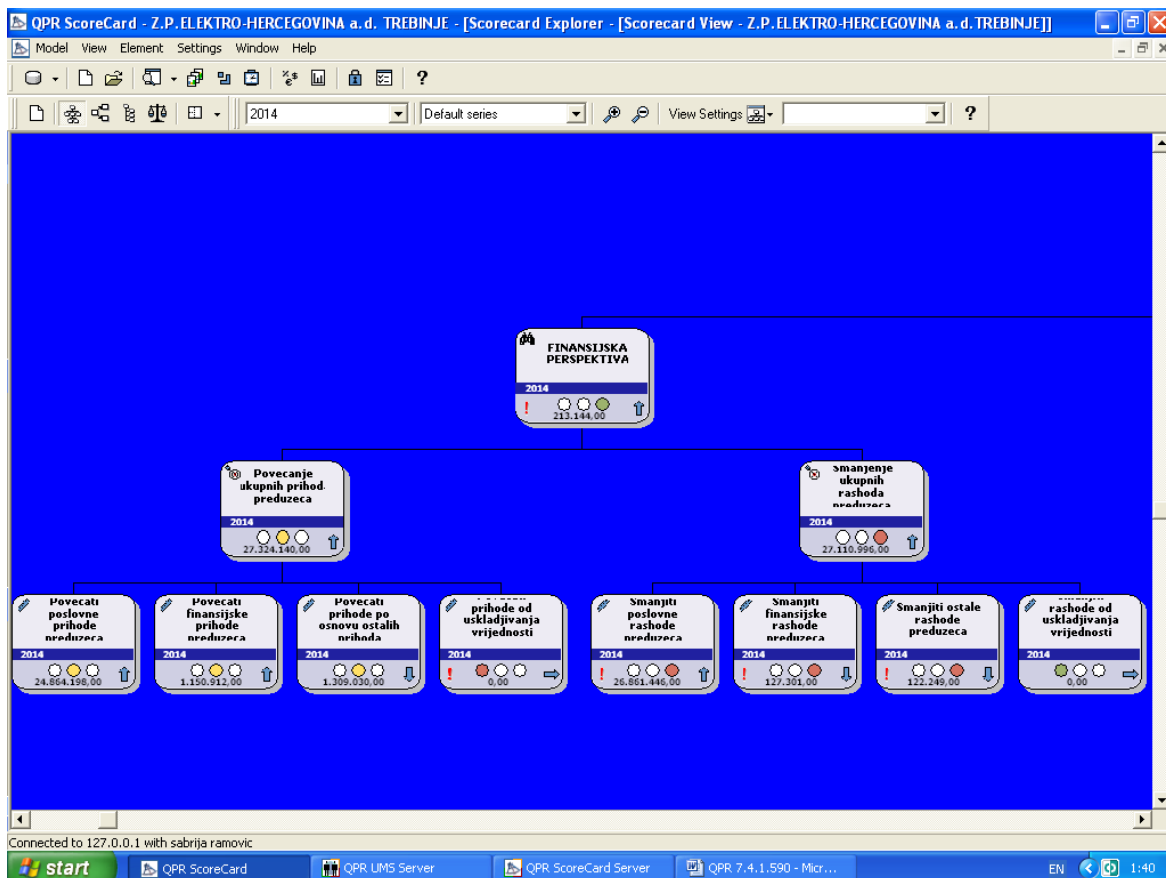 QPR ScoreCard - Z.P.ELEKTRO-HERCEGOVINA a.d. TREBINJE - [Scorecard Explorer - [Scorecard View - Z.P.ELEKTRO-HERCEGOVINA a.d.TREBINJE]]
Model View Element Settings Window Help
2014 Default series View Settings
FINANSIJSKA
PERSPEKTIVA
2014
!
213.144,00
Povecanje
ukupnih prihod
preduzeca
2014
27.324.140,00
Smanjenje
ukupnih
rashoda
preduzeca
2014
27.110.996,00
Povecati
poslovne
prihode
preduzeca
2014
24.864.198,00
Povecati
finansijske
prihode
preduzeca
2014
1.150.912,00
Povecati
prihode po
osnovu ostalih
prihoda
2014
1.309.030,00
prihode od
uskladjivanja
vrijednosti
2014
!
0,00
Smanjiti
poslovne
rashode
preduzeca
2014
!
26.861.446,00
Smanjiti
finansijske
rashode
preduzeca
2014
!
127.301,00
Smanjiti ostale
rashode
preduzeca
2014
!
122.249,00
rashode od
uskladjivanja
vrijednosti
2014
0,00
Connected to 127.0.0.1 with sabrija ramovic
start QPR ScoreCard QPR UMS Server QPR ScoreCard Server QPR 7.4.1.590 - Micr... EN 1:40